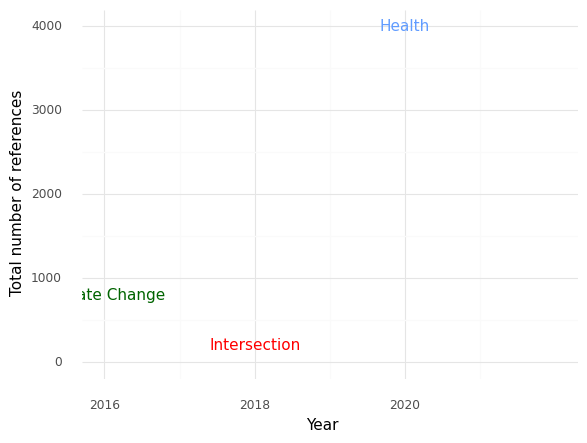 4000
Health
3000
2000
1000
ate Change
Intersection
0
2016
2018
2020
Year
Total number of references